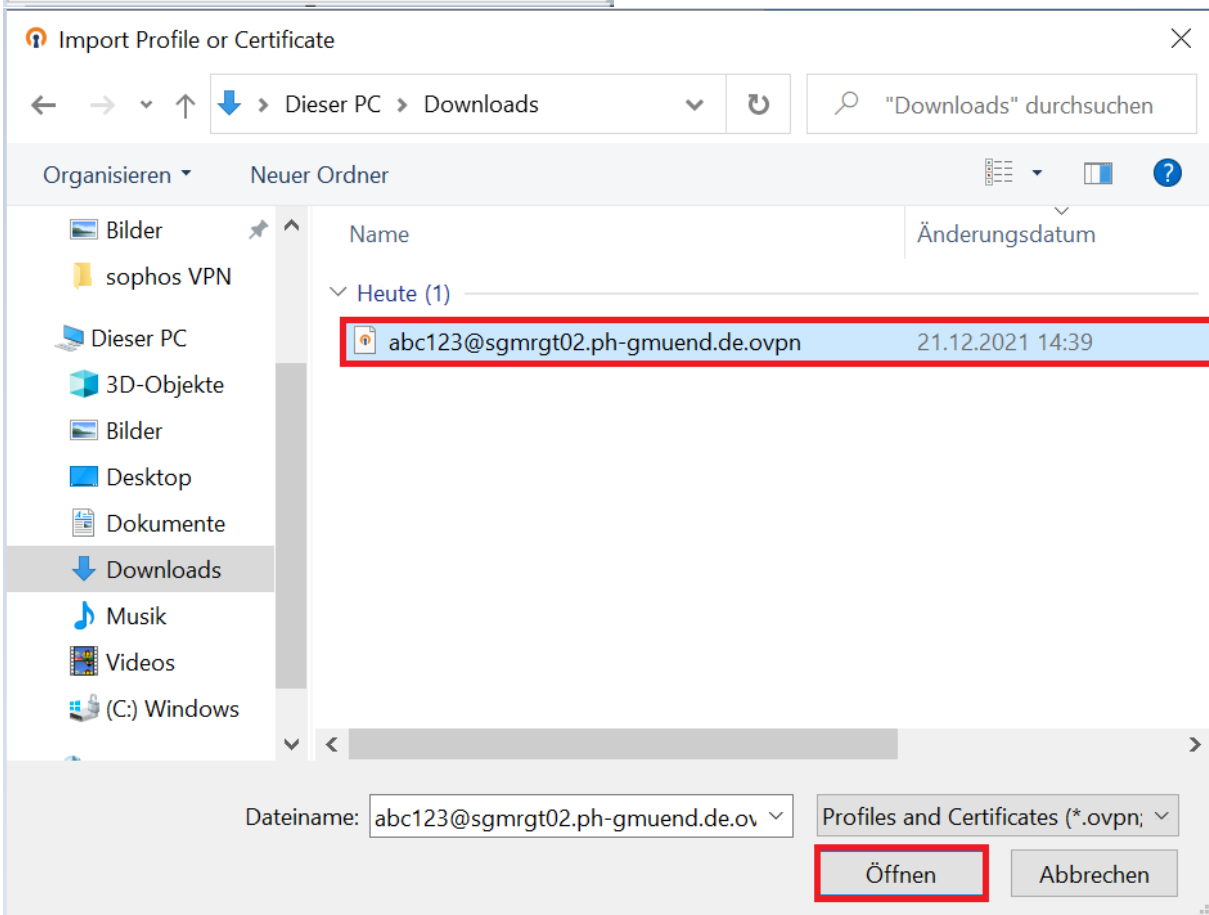 Import Profile or Certificate
Dieser PC > Downloads
"Downloads" durchsuchen
Organisieren
Neuer Ordner
Bilder
sophos VPN
Dieser PC
3D-Objekte
Bilder
Desktop
Dokumente
Downloads
Musik
Videos
(C:) Windows
Name
Änderungsdatum
Heute (1)
abc123@sgmrgt02.ph-gmuend.de.ovpn 21.12.2021 14:39
Dateiname: abc123@sgmrgt02.ph-gmuend.de.ov
Profiles and Certificates (*.ovpn;
Öffnen
Abbrechen